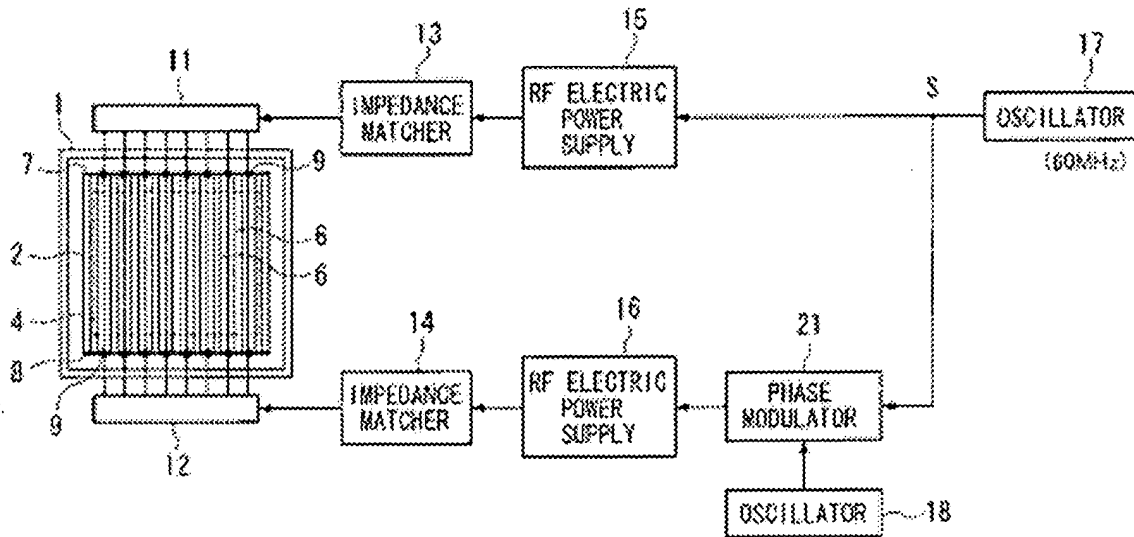 15
17
13
11
RF ELECTRIC
POWER
SUPPLY
S
1
IMPEDANCE
MATCHER
OSCILLATOR
(60MHz)
7
9
2
6
6
4
14
16
21
8
RF ELECTRIC
POWER
SUPPLY
PHASE
MODULATOR
IMPEDANCE
MATCHER
9
12
OSCILLATOR
18